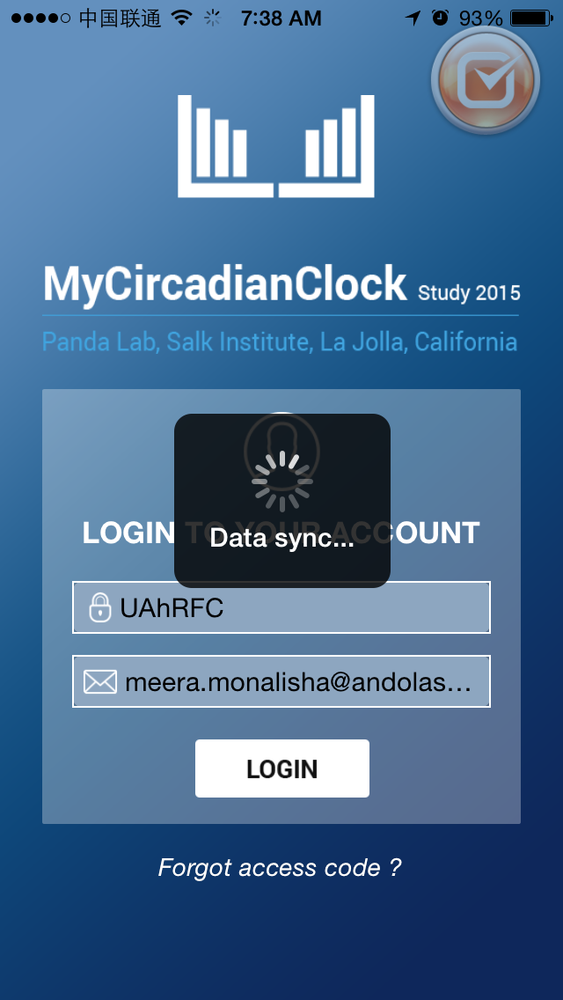 中国联通 7:38 AM 93%
MyCircadianClock Study 2015
Panda Lab, Salk Institute, La Jolla, California
LOGIN TO YOUR ACCOUNT
Data sync...
UAhRFC
meera.monalisha@andolas...
LOGIN
Forgot access code ?